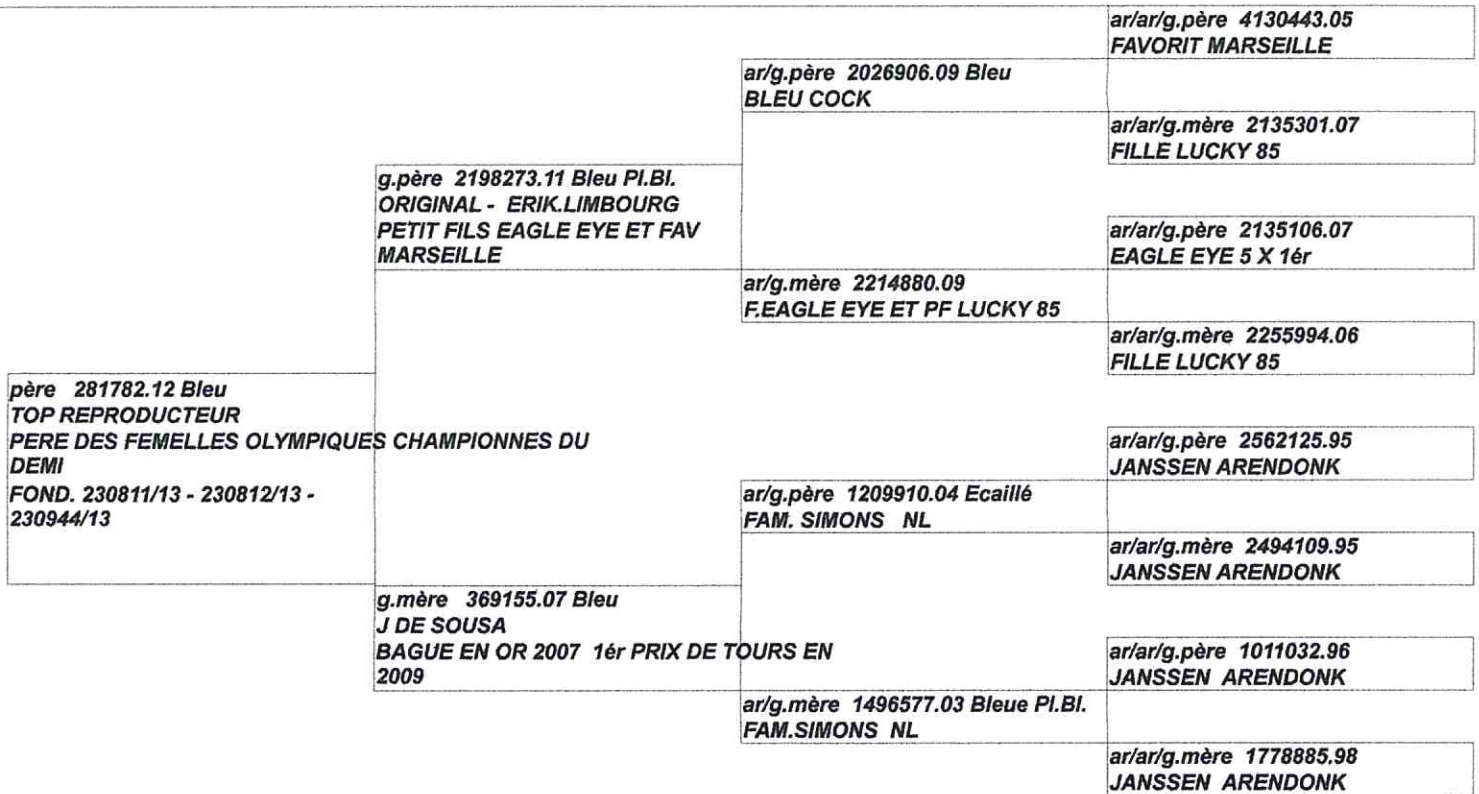 père 281782.12 Bleu
TOP REPRODUCTEUR
PERE DES FEMELLES OLYMPIQUES CHAMPIONNES DU
DEMI
FOND. 230811/13 - 230812/13 -
230944/13
g.père 2198273.11 Bleu Pl.Bl.
ORIGINAL - ERIK.LIMBOURG
PETIT FILS EAGLE EYE ET FAV
MARSEILLE
g.mère 369155.07 Bleu
J DE SOUSA
BAGUE EN OR 2007 1ér PRIX DE TOURS EN
2009
ar/g.père 2026906.09 Bleu
BLEU COCK
ar/g.mère 2214880.09
F.EAGLE EYE ET PF LUCKY 85
ar/g.père 1209910.04 Ecaillé
FAM. SIMONS NL
ar/g.mère 1496577.03 Bleue Pl.Bl.
FAM.SIMONS NL
ar/ar/g.père 4130443.05
FAVORIT MARSEILLE
ar/ar/g.mère 2135301.07
FILLE LUCKY 85
ar/ar/g.père 2135106.07
EAGLE EYE 5 X 1ér
ar/ar/g.mère 2255994.06
FILLE LUCKY 85
ar/ar/g.père 2562125.95
JANSSEN ARENDONK
ar/ar/g.mère 2494109.95
JANSSEN ARENDONK
ar/ar/g.père 1011032.96
JANSSEN ARENDONK
ar/ar/g.mère 1778885.98
JANSSEN ARENDONK